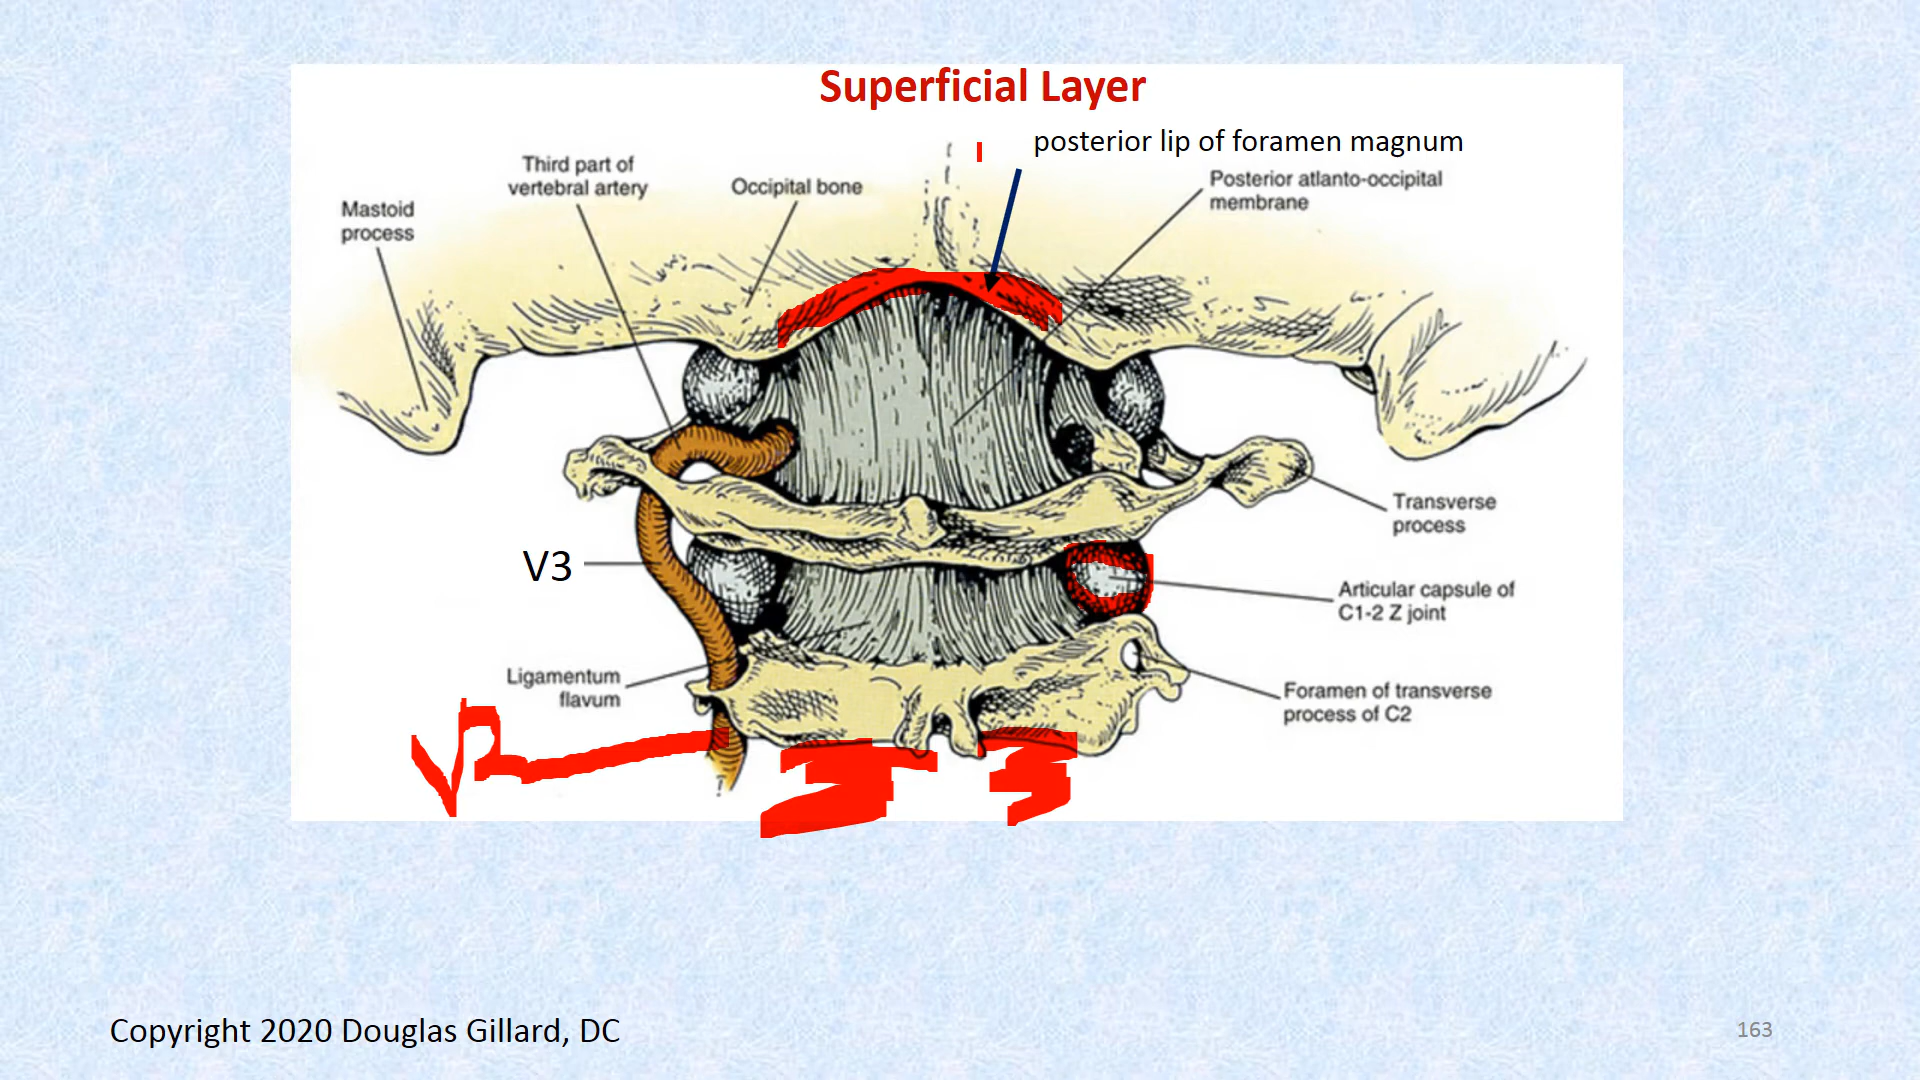 Superficial Layer
posterior lip of foramen magnum
Third part of
vertebral artery
Occipital bone
Posterior atlanto-occipital
membrane
Mastoid
process
Transverse
process
V3
Articular capsule of
C1-2 Z joint
Ligamentum
flavum
Foramen of transverse
process of C2
Copyright 2020 Douglas Gillard, DC
163